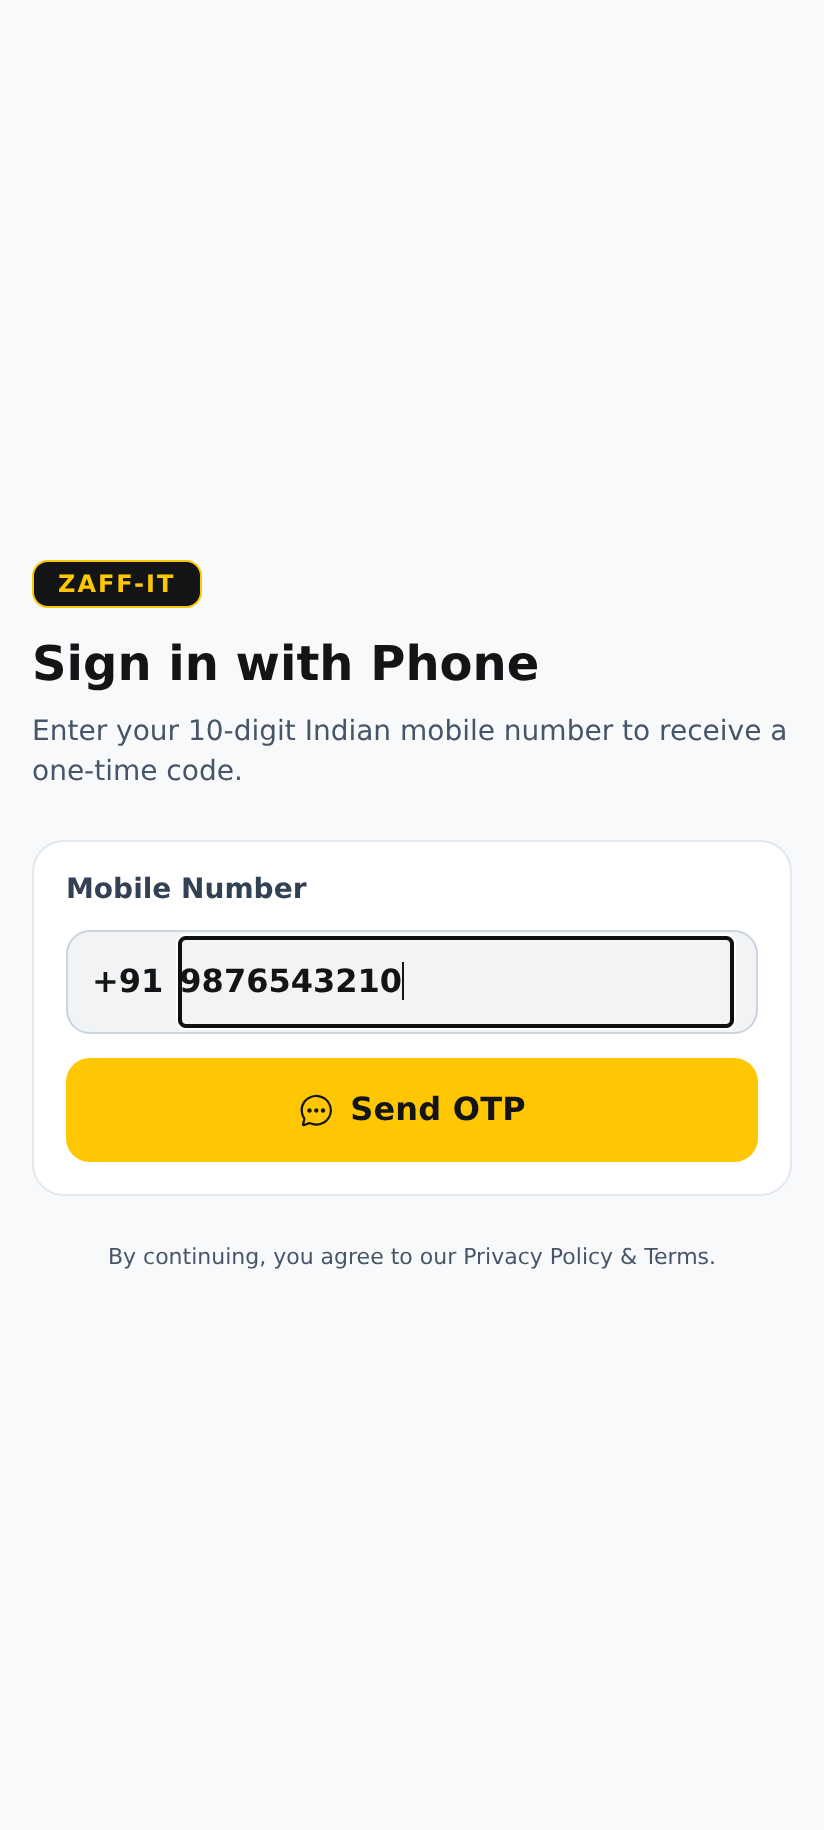 ZAFF-IT
Sign in with Phone
Enter your 10-digit Indian mobile number to receive a
one-time code.
Mobile Number
+91 9876543210
Send OTP
By continuing, you agree to our Privacy Policy & Terms.